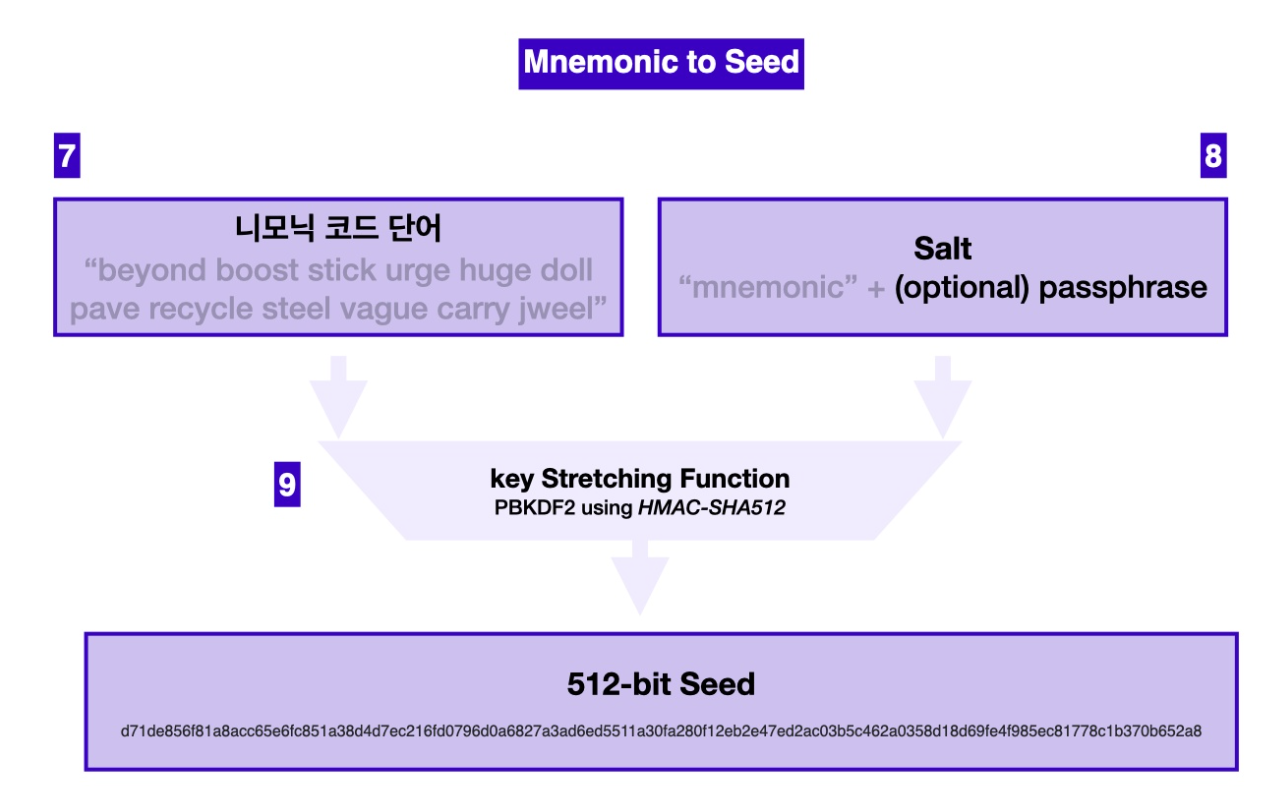 Mnemonic to Seed
7
8
니모닉 코드 단어
“beyond boost stick urge huge doll
pave recycle steel vague carry jweel”
Salt
“mnemonic” + (optional) passphrase
9
key Stretching Function
PBKDF2 using HMAC-SHA512
512-bit Seed
d71de856f81a8acc65e6fc851a38d4d7ec216fd0796d0a6827a3ad6ed5511a30fa280f12eb2e47ed2ac03b5c462a0358d18d69fe4f985ec81778c1b370b652a8